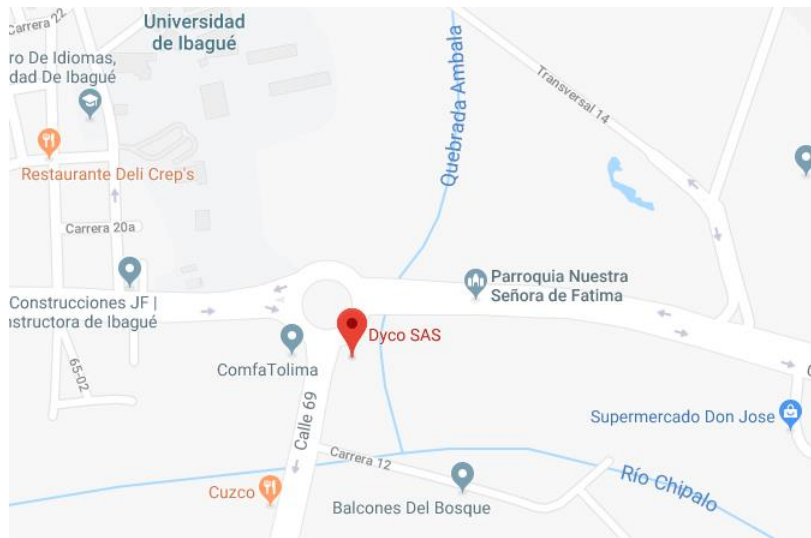 Carrera 22
Universidad
de Ibagué
ro De Idiomas,
dad De Ibagué
Quebrada Ambala
Transversal 14
Restaurante Deli Crep's
Carrera 20a
Parroquia Nuestra
Señora de Fatima
Construcciones JF |
nstructora de Ibagué
Dyco SAS
ComfaTolima
65-02
Calle 69
Supermercado Don Jose
Carrera 12
Río Chipalo
Cuzco
Balcones Del Bosque